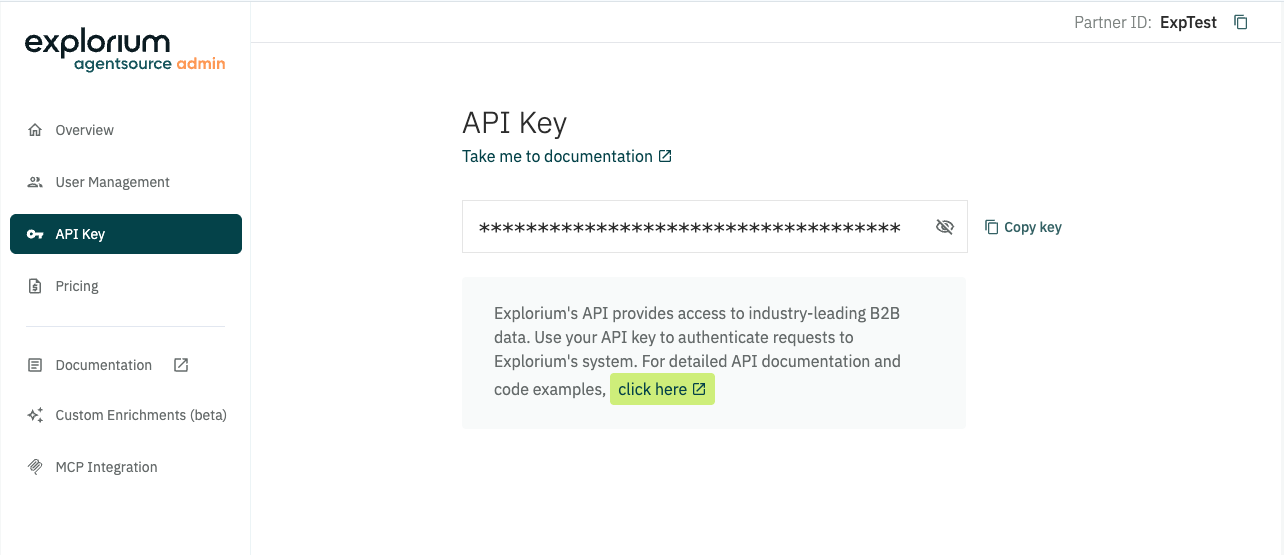 explorium
agentsource admin
Partner ID: ExpTest
Overview
User Management
API Key
Pricing
Documentation
Custom Enrichments (beta)
MCP Integration
API Key
Take me to documentation
************************************
Copy key
Explorium's API provides access to industry-leading B2B
data. Use your API key to authenticate requests to
Explorium's system. For detailed API documentation and
code examples, click here